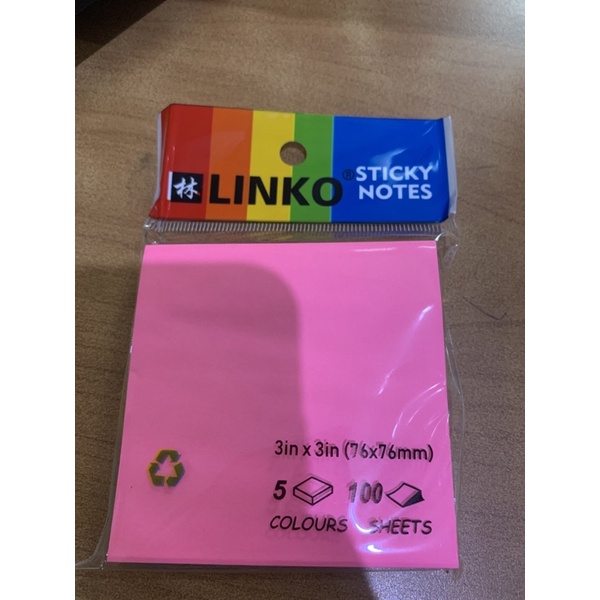 林 LINKO® STICKY NOTES
3in x 3in (76x76mm)
5 100
COLOURS SHEETS